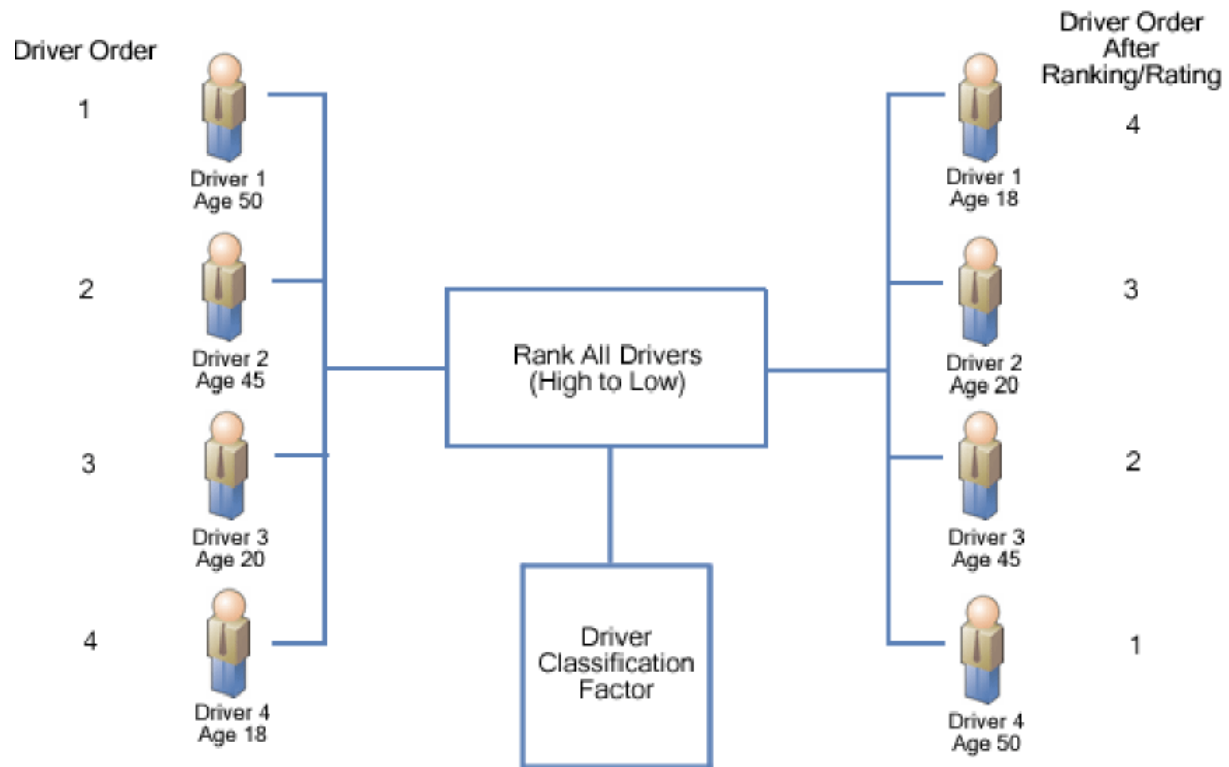 Driver Order
1
Driver 1
Age 50
2
Driver 2
Age 45
3
Driver 3
Age 20
4
Driver 4
Age 18
Rank All Drivers
(High to Low)
Driver
Classification
Factor
Driver Order
After
Ranking/Rating
4
Driver 1
Age 18
3
Driver 2
Age 20
2
Driver 3
Age 45
1
Driver 4
Age 50